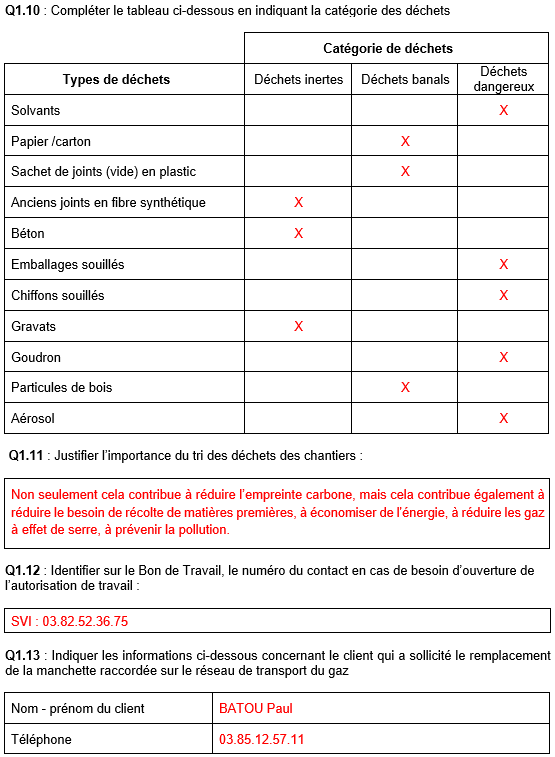 Q1.10 : Compléter le tableau ci-dessous en indiquant la catégorie des déchets
Catégorie de déchets
Types de déchets Déchets inertes Déchets banals Déchets dangereux
Solvants X
Papier /carton X
Sachet de joints (vide) en plastic X
Anciens joints en fibre synthétique X
Béton X
Emballages souillés X
Chiffons souillés X
Gravats X
Goudron X
Particules de bois X
Aérosol X
Q1.11 : Justifier l’importance du tri des déchets des chantiers :
Non seulement cela contribue à réduire l’empreinte carbone, mais cela contribue également à
réduire le besoin de récolte de matières premières, à économiser de l’énergie, à réduire les gaz
à effet de serre, à prévenir la pollution.
Q1.12 : Identifier sur le Bon de Travail, le numéro du contact en cas de besoin d’ouverture de
l’autorisation de travail :
SVI : 03.82.52.36.75
Q1.13 : Indiquer les informations ci-dessous concernant le client qui a sollicité le remplacement
de la manchette raccordée sur le réseau de transport du gaz
Nom - prénom du client BATOU Paul
Téléphone 03.85.12.57.11